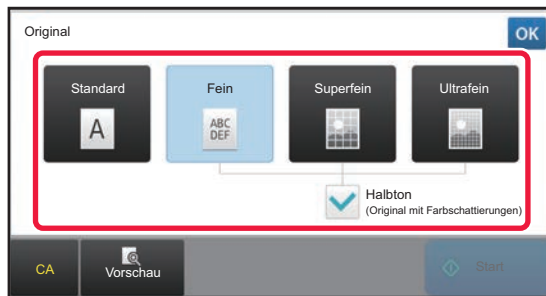 Original
OK
Standard
Fein
Superfein
Ultrafein
A
ABC
DEF
Halbton
(Original mit Farbschattierungen)
CA
Vorschau
Start